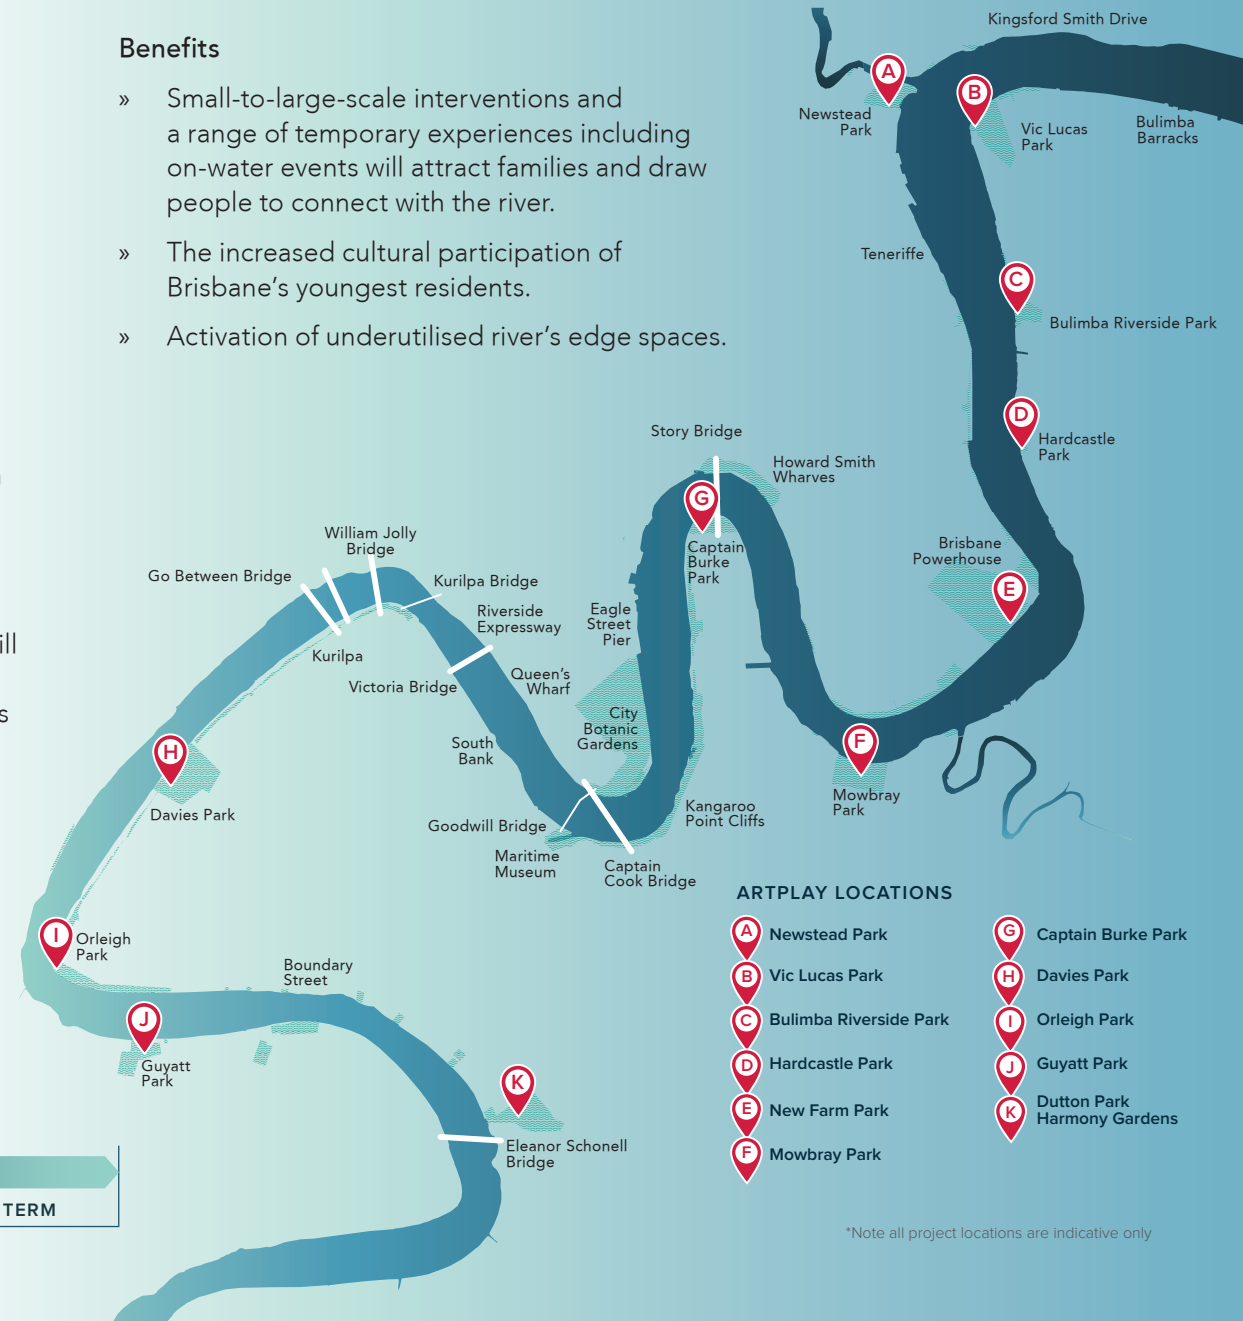 Benefits
» Small-to-large-scale interventions and
a range of temporary experiences including
on-water events will attract families and draw
people to connect with the river.
» The increased cultural participation of
Brisbane’s youngest residents.
» Activation of underutilised river’s edge spaces.
ill
s
TERM
Kingsford Smith Drive
A
B
Newstead
Park
Vic Lucas
Park
Bulimba
Barracks
Teneriffe
C
Bulimba Riverside Park
D
Hardcastle
Park
Story Bridge
Howard Smith
Wharves
G
Captain
Burke
Park
Brisbane
Powerhouse
E
William Jolly
Bridge
Go Between Bridge
Kurilpa Bridge
Riverside
Expressway
Eagle
Street
Pier
Kurilpa
Victoria Bridge
Queen’s
Wharf
City
Botanic
Gardens
South
Bank
H
Davies Park
F
Mowbray
Park
Kangaroo
Point Cliffs
Goodwill Bridge
Maritime
Museum
Captain
Cook Bridge
I
Orleigh
Park
Boundary
Street
J
Guyatt
Park
K
Eleanor Schonell
Bridge
ARTPLAY LOCATIONS
A Newstead Park
B Vic Lucas Park
C Bulimba Riverside Park
D Hardcastle Park
E New Farm Park
F Mowbray Park
G Captain Burke Park
H Davies Park
I Orleigh Park
J Guyatt Park
K Dutton Park
Harmony Gardens
*Note all project locations are indicative only